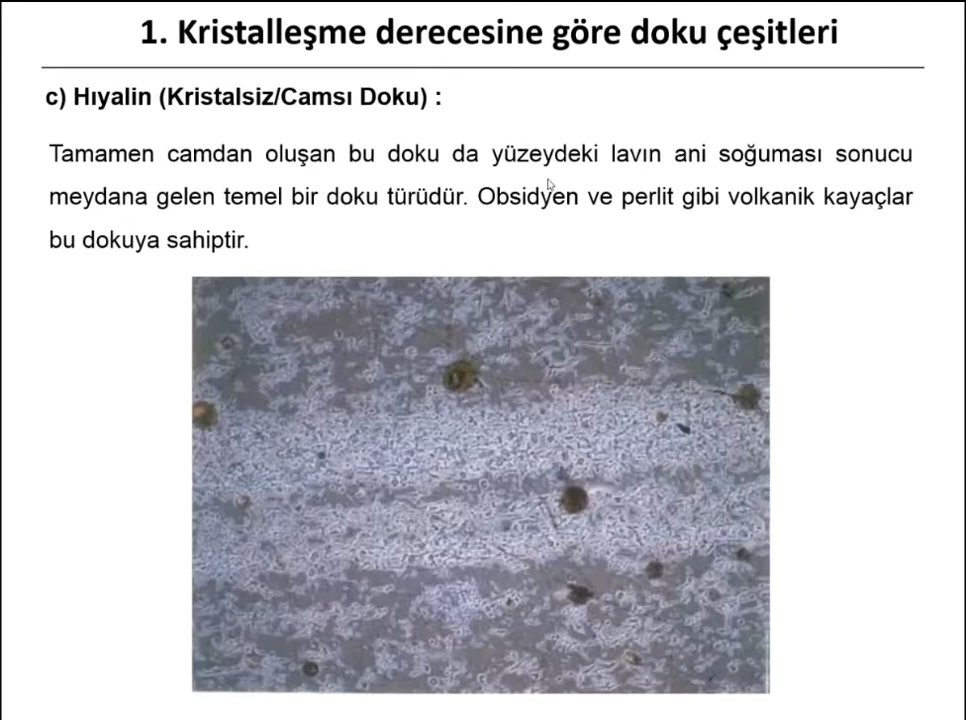 1. Kristalleşme derecesine göre doku çeşitleri
c) Hıyalin (Kristalsiz/Camsı Doku) :
Tamamen camdan oluşan bu doku da yüzeydeki lavın ani soğuması sonucu
meydana gelen temel bir doku türüdür. Obsidyen ve perlit gibi volkanik kayaçlar
bu dokuya sahiptir.